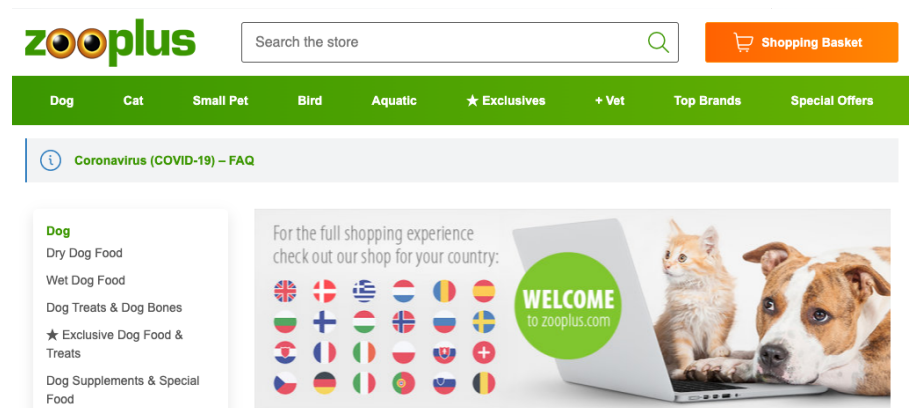 zooplus
Search the store
Shopping Basket
Dog
Cat
Small Pet
Bird
Aquatic
★ Exclusives
+ Vet
Top Brands
Special Offers
Coronavirus (COVID-19) – FAQ
Dog
Dry Dog Food
Wet Dog Food
Dog Treats & Dog Bones
★ Exclusive Dog Food &
Treats
Dog Supplements & Special
Food
For the full shopping experience
check out our shop for your country:
WELCOME
to zooplus.com